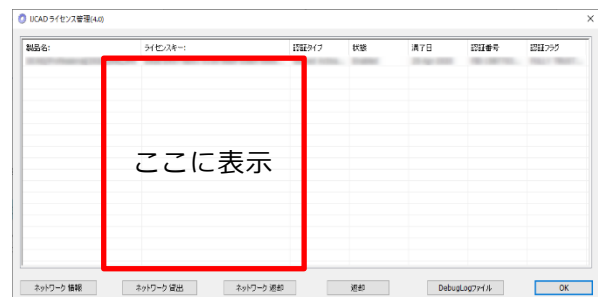 IJCAD ライセンス管理(4.0)
製品名: ライセンスキー: 認証タイプ 状態 満了日 認証番号 認証フラグ
ここに表示
ネットワーク 情報 ネットワーク 貸出 ネットワーク 返却 返却 DebugLogファイル OK